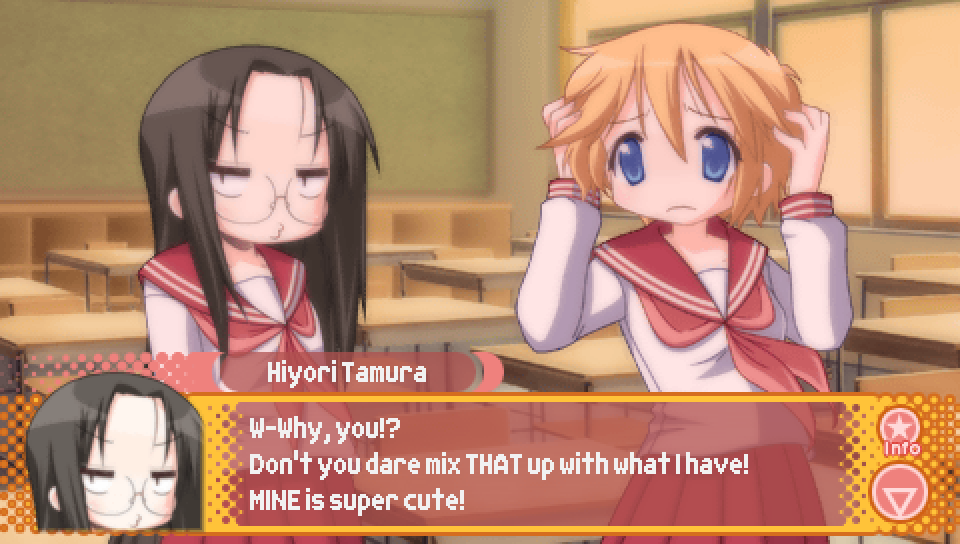 Hiyori Tamura
W-Why, you!?
Don't you dare mix THAT up with what I have!
MINE is super cute!
Info